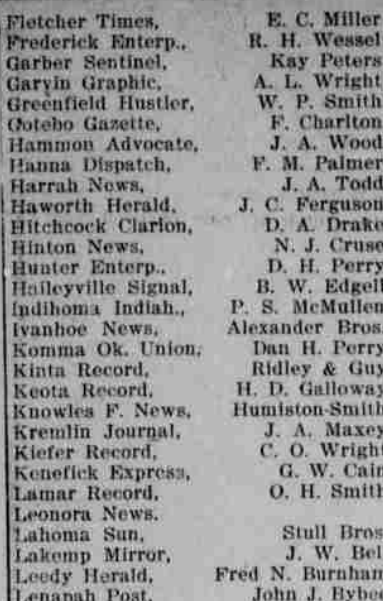 Fletcher Times, E. C. Miller
Frederick Enterp., R. H. Wessel
Garber Sentinel, Kay Peters
Garvin Graphic, A. L. Wright
Greenfield Hustler, W. P. Smith
Gotebo Gazette, F. Charlton
Hammon Advocate, J. A. Wood
Hanna Dispatch, F. M. Palmer
Harrah News, J. A. Todd
Haworth Herald, J. C. Ferguson
Hitchcock Clarion, D. A. Drake
Hinton News, N. J. Cruse
Hunter Enterp., D. H. Perry
Haileyville Signal, B. W. Edgell
Indihoma Indiah., P. S. McMullen
Ivanhoe News, Alexander Bros.
Komma Ok. Union, Dan H. Perry
Kinta Record, Ridley & Guy
Keota Record, H. D. Galloway
Knowles F. News, Humiston-Smith
Kremlin Journal, J. A. Maxey
Kiefer Record, C. O. Wright
Kenefick Express, G. W. Cain
Lamar Record, O. H. Smith
Leonora News.
Lahoma Sun, Stull Bros
Lakemp Mirror, J. W. Bel
Leedy Herald, Fred N. Burnham
Lenapah Post, John J. Bybee